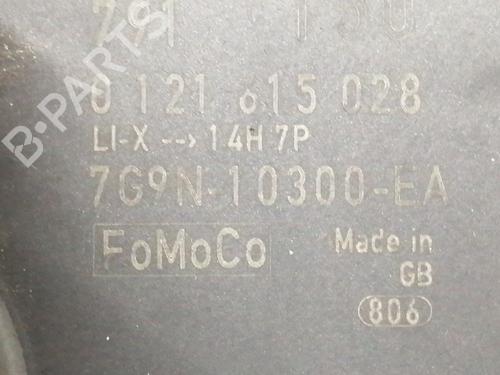 0 121 615 028
LI-X --> 14H 7P
7G9N-10300-EA
FoMoCo
Made in
GB
806
B-PARTS